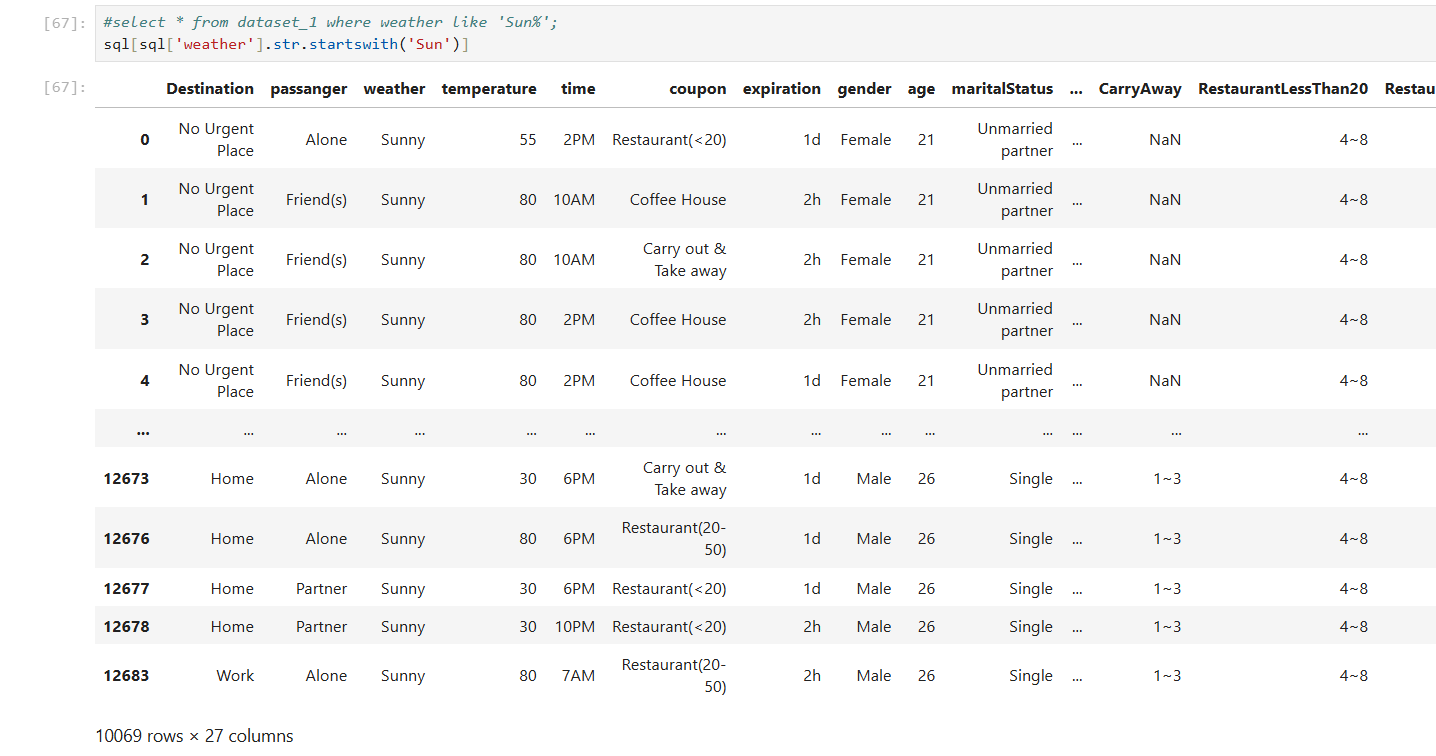 [67]: #select * from dataset_1 where weather like 'Sun%';
sql[sql['weather'].str.startswith('Sun')]
[67]: Destination passanger weather temperature time coupon expiration gender age maritalStatus ... CarryAway RestaurantLessThan20 Restau
0 No Urgent Place Alone Sunny 55 2PM Restaurant(<20) 1d Female 21 Unmarried partner ... NaN 4~8
1 No Urgent Place Friend(s) Sunny 80 10AM Coffee House 2h Female 21 Unmarried partner ... NaN 4~8
2 No Urgent Place Friend(s) Sunny 80 10AM Carry out & Take away 2h Female 21 Unmarried partner ... NaN 4~8
3 No Urgent Place Friend(s) Sunny 80 2PM Coffee House 2h Female 21 Unmarried partner ... NaN 4~8
4 No Urgent Place Friend(s) Sunny 80 2PM Coffee House 1d Female 21 Unmarried partner ... NaN 4~8
... ... ... ... ... ... ... ... ... ... ... ... ... ...
12673 Home Alone Sunny 30 6PM Carry out & Take away 1d Male 26 Single ... 1~3 4~8
12676 Home Alone Sunny 80 6PM Restaurant(20-50) 1d Male 26 Single ... 1~3 4~8
12677 Home Partner Sunny 30 6PM Restaurant(<20) 1d Male 26 Single ... 1~3 4~8
12678 Home Partner Sunny 30 10PM Restaurant(<20) 2h Male 26 Single ... 1~3 4~8
12683 Work Alone Sunny 80 7AM Restaurant(20-50) 2h Male 26 Single ... 1~3 4~8
10069 rows × 27 columns